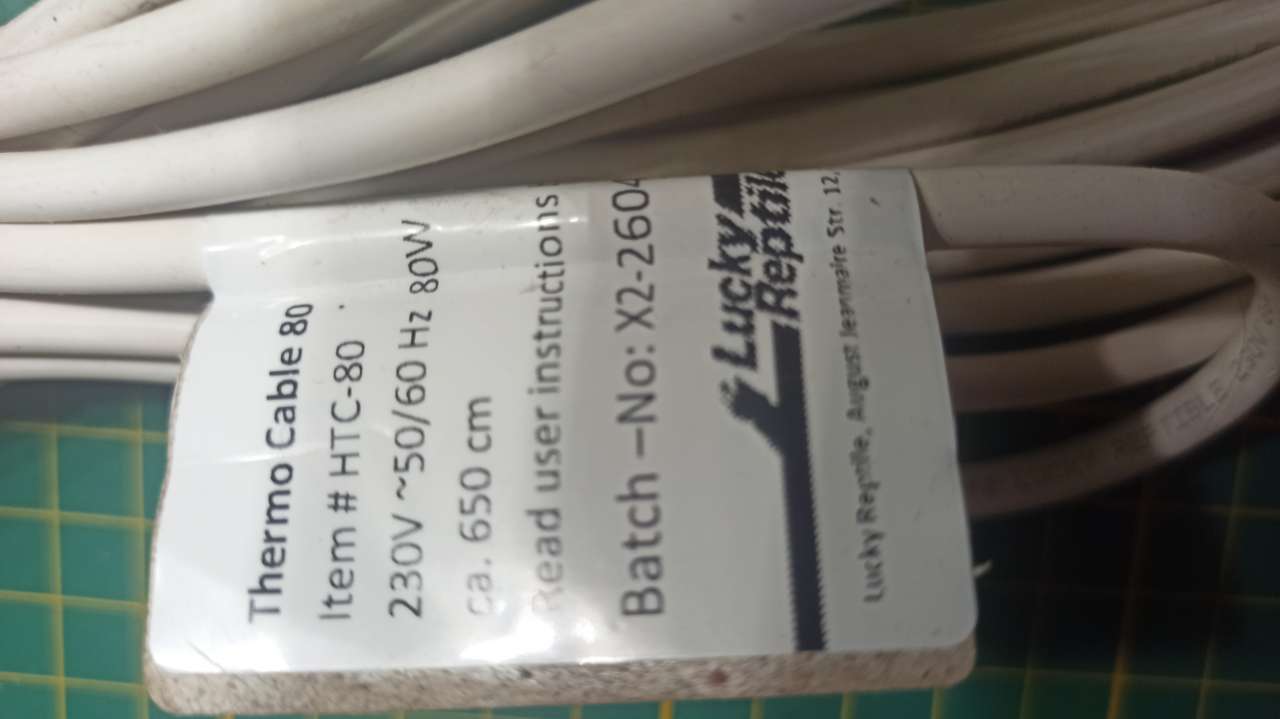 Thermo Cable 80
Item # HTC-80
230V ~50/60 Hz 80W
ca. 650 cm
Read user instructions
Batch –No: X2-2604
Lucky
Reptile
Lucky Reptile, August Jeanmaire Str. 12,